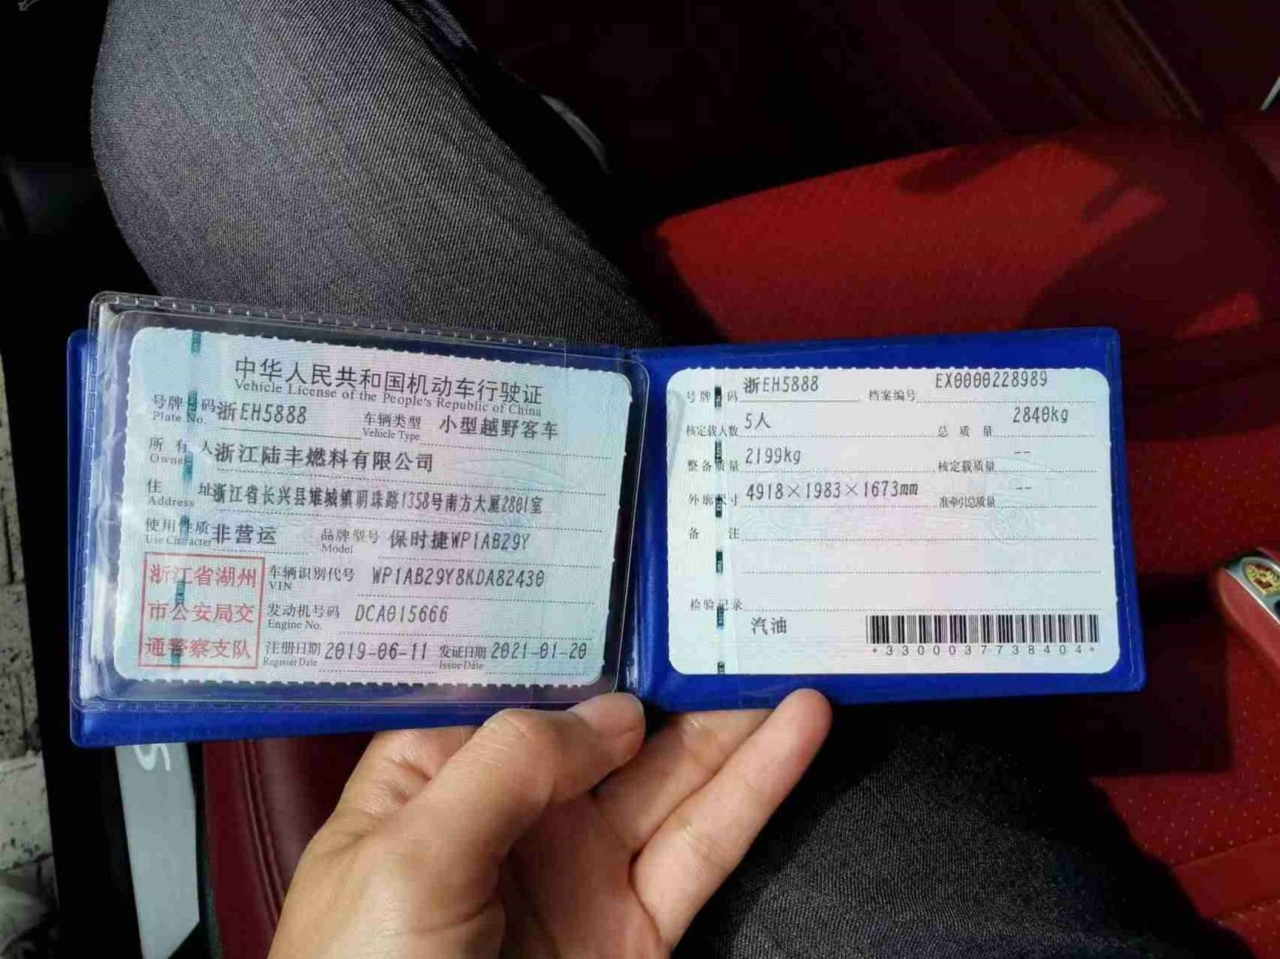 中华人民共和国机动车行驶证
Vehicle License of the People's Republic of China
号牌号码 浙EH5888 车辆类型 小型越野客车
Plate No. Vehicle Type
所有人 浙江陆丰燃料有限公司
Owner
住址 浙江省长兴县雉城镇明珠路1358号南方大厦2801室
Address
使用性质 非营运 品牌型号 保时捷WP1AB29Y
Use Character Model
浙江省湖州
市公安局交
通警察支队
车辆识别代号 WP1AB29Y8KDA82430
VIN
发动机号码 DCA015666
Engine No.
注册日期 2019-06-11 发证日期 2021-01-20
Register Date Issue Date
号牌号码 浙EH5888 档案编号 EX0000228989
核定载人数 5人 总质量 2840kg
整备质量 2199kg 核定载质量 --
外廓尺寸 4918×1983×1673mm 准牵引总质量 --
备注
检验记录
汽油
*3300037738404*